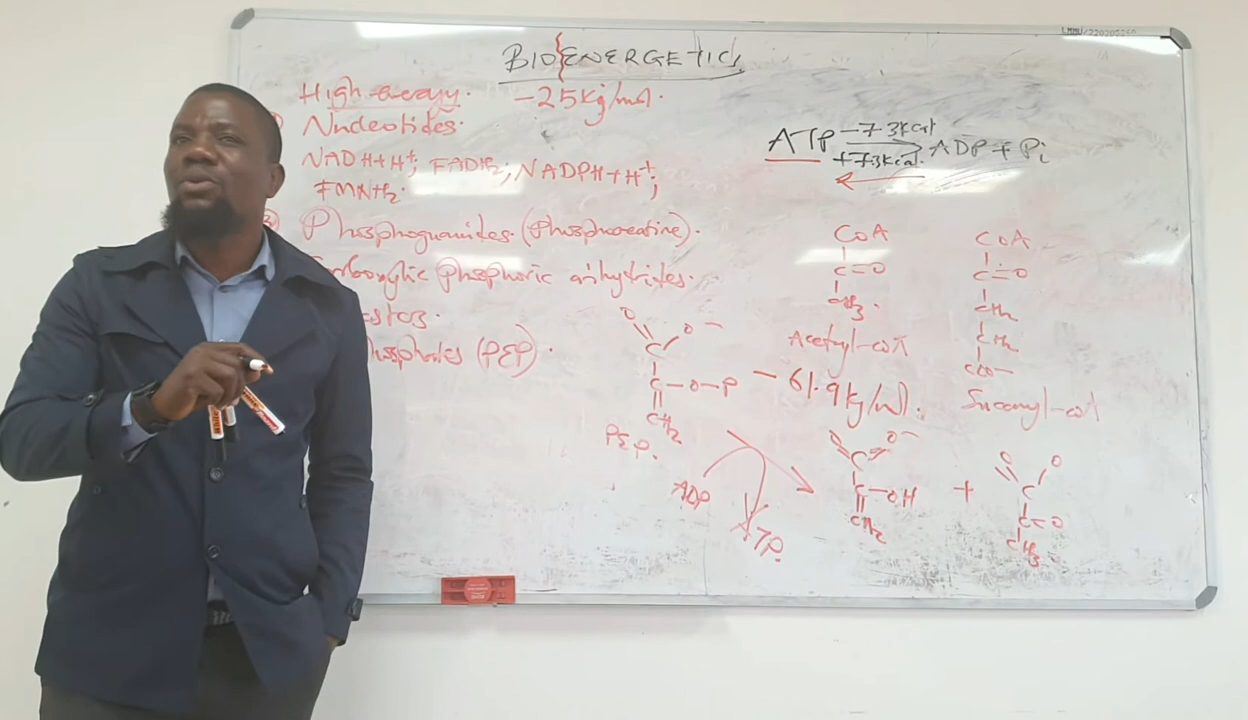 BIOENERGETICS
High-energy. -25kj/mol.
Nucleotides.
NADH+H⁺, FADH₂; NADPH+H⁺;
FMNH₂.
Phosphoguanides. (Phosphocreatine).
Carboxylic phosphoric anhydrides.
esters.
phosphates (PEP).
ATP -7.3kcal ADP + Pi
+7.3kcal
CoA
C=O
CH₃.
Acetyl-coA
CoA
C=O
CH₂
CH₂
COO-
Succinyl-coA
O O-
C
C-O-P
CH₂
PEP.
-61.9kj/mol.
ADP
ATP.
O O-
C
C-OH
CH₂
+
O O
C
C=O
CH₃
White